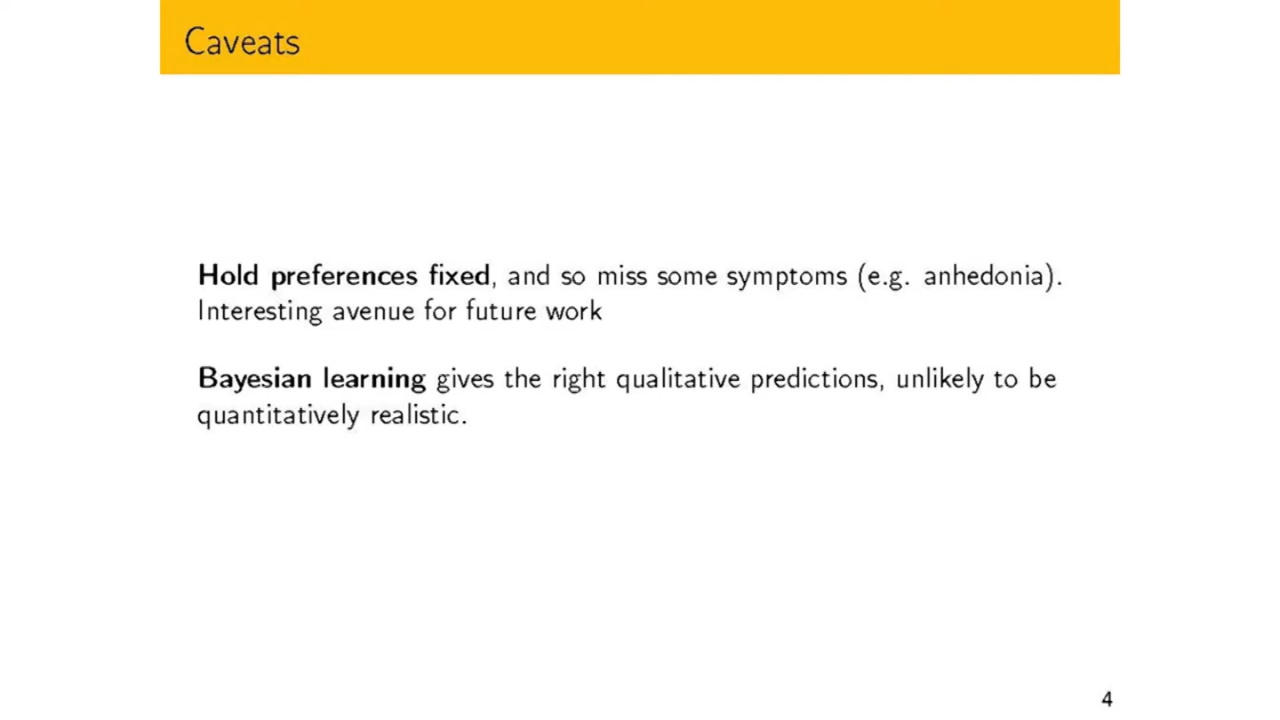 Caveats
Hold preferences fixed, and so miss some symptoms (e.g. anhedonia).
Interesting avenue for future work
Bayesian learning gives the right qualitative predictions, unlikely to be
quantitatively realistic.
4